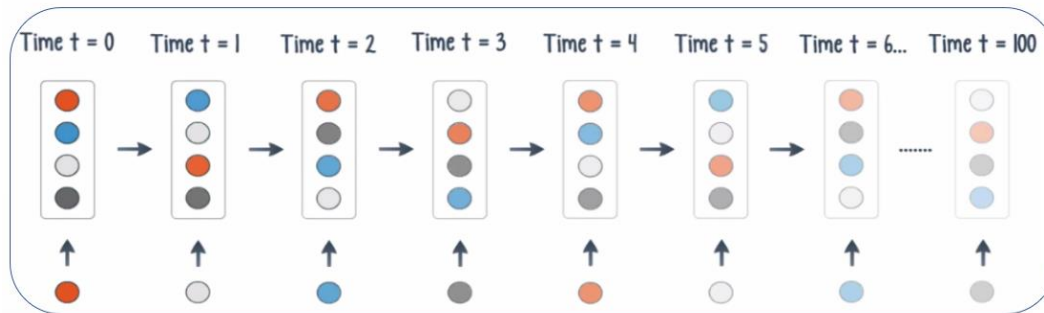 Time t = 0 Time t = 1 Time t = 2 Time t = 3 Time t = 4 Time t = 5 Time t = 6... Time t = 100
.......